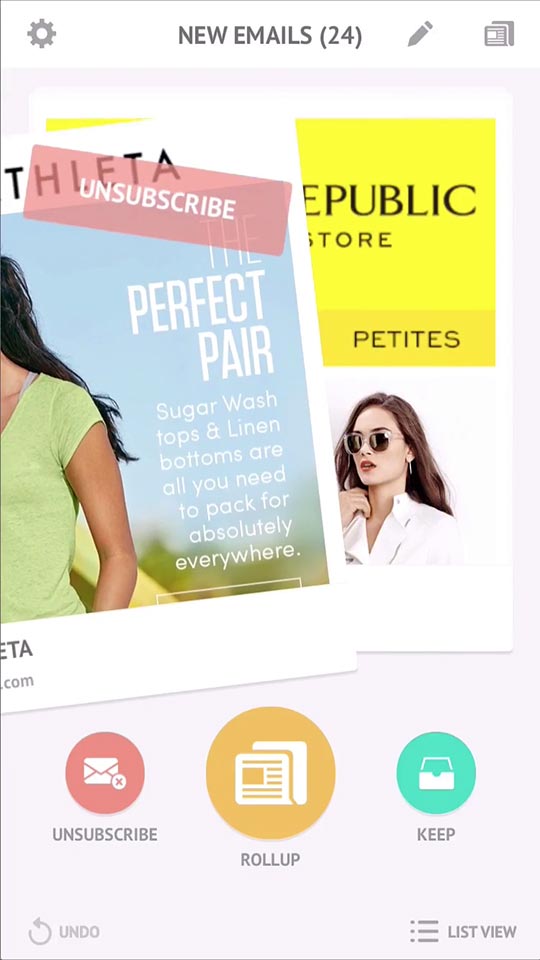 NEW EMAILS (24)
THLETA
UNSUBSCRIBE
THE
PERFECT
PAIR
Sugar Wash
tops & Linen
bottoms are
all you need
to pack for
absolutely
everywhere.
EPUBLIC
STORE
PETITES
ETA
.com
UNSUBSCRIBE
ROLLUP
KEEP
UNDO
LIST VIEW